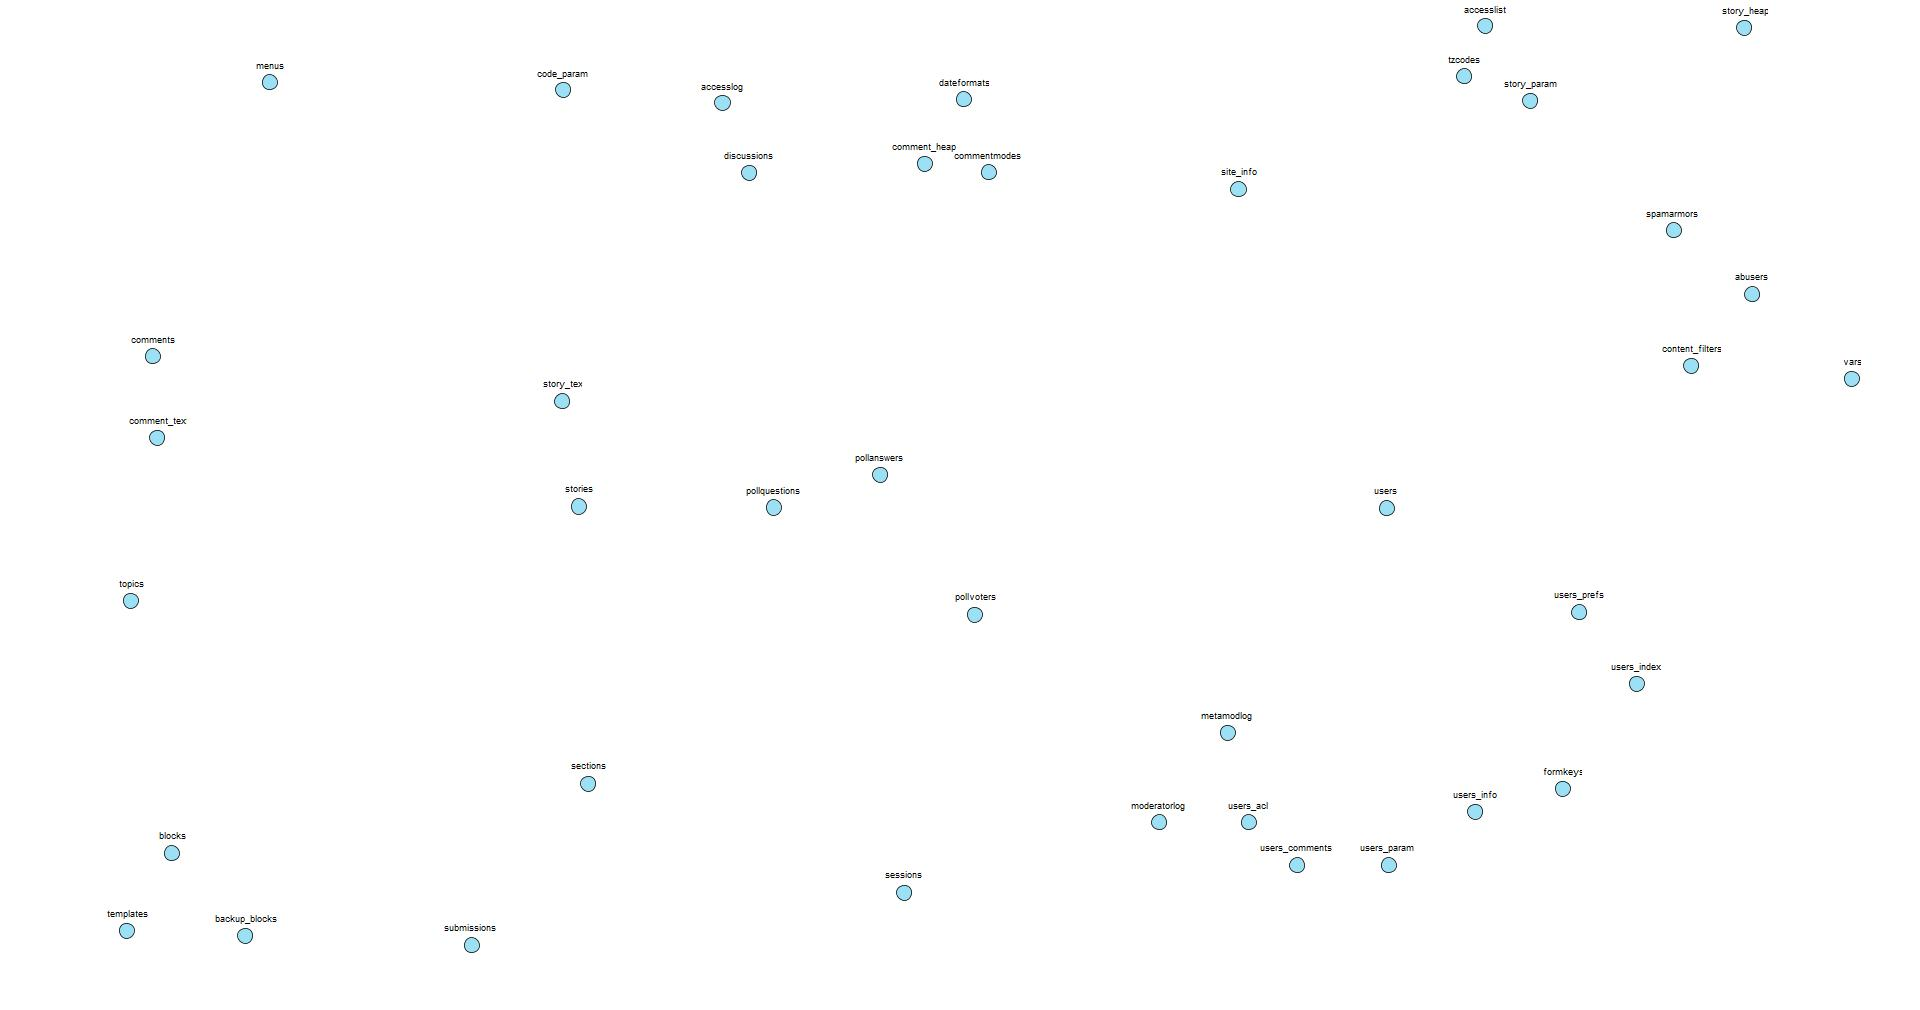 accesslist
story_heap
tzcodes
menus
code_param
dateformats
story_param
accesslog
comment_heap
discussions
commentmodes
site_info
spamarmors
abusers
comments
content_filters
vars
story_tex
comment_tex
pollanswers
stories
pollquestions
users
topics
users_prefs
pollvoters
users_index
metamodlog
sections
formkeys
users_info
moderatorlog
users_acl
blocks
users_comments
users_param
sessions
templates
backup_blocks
submissions